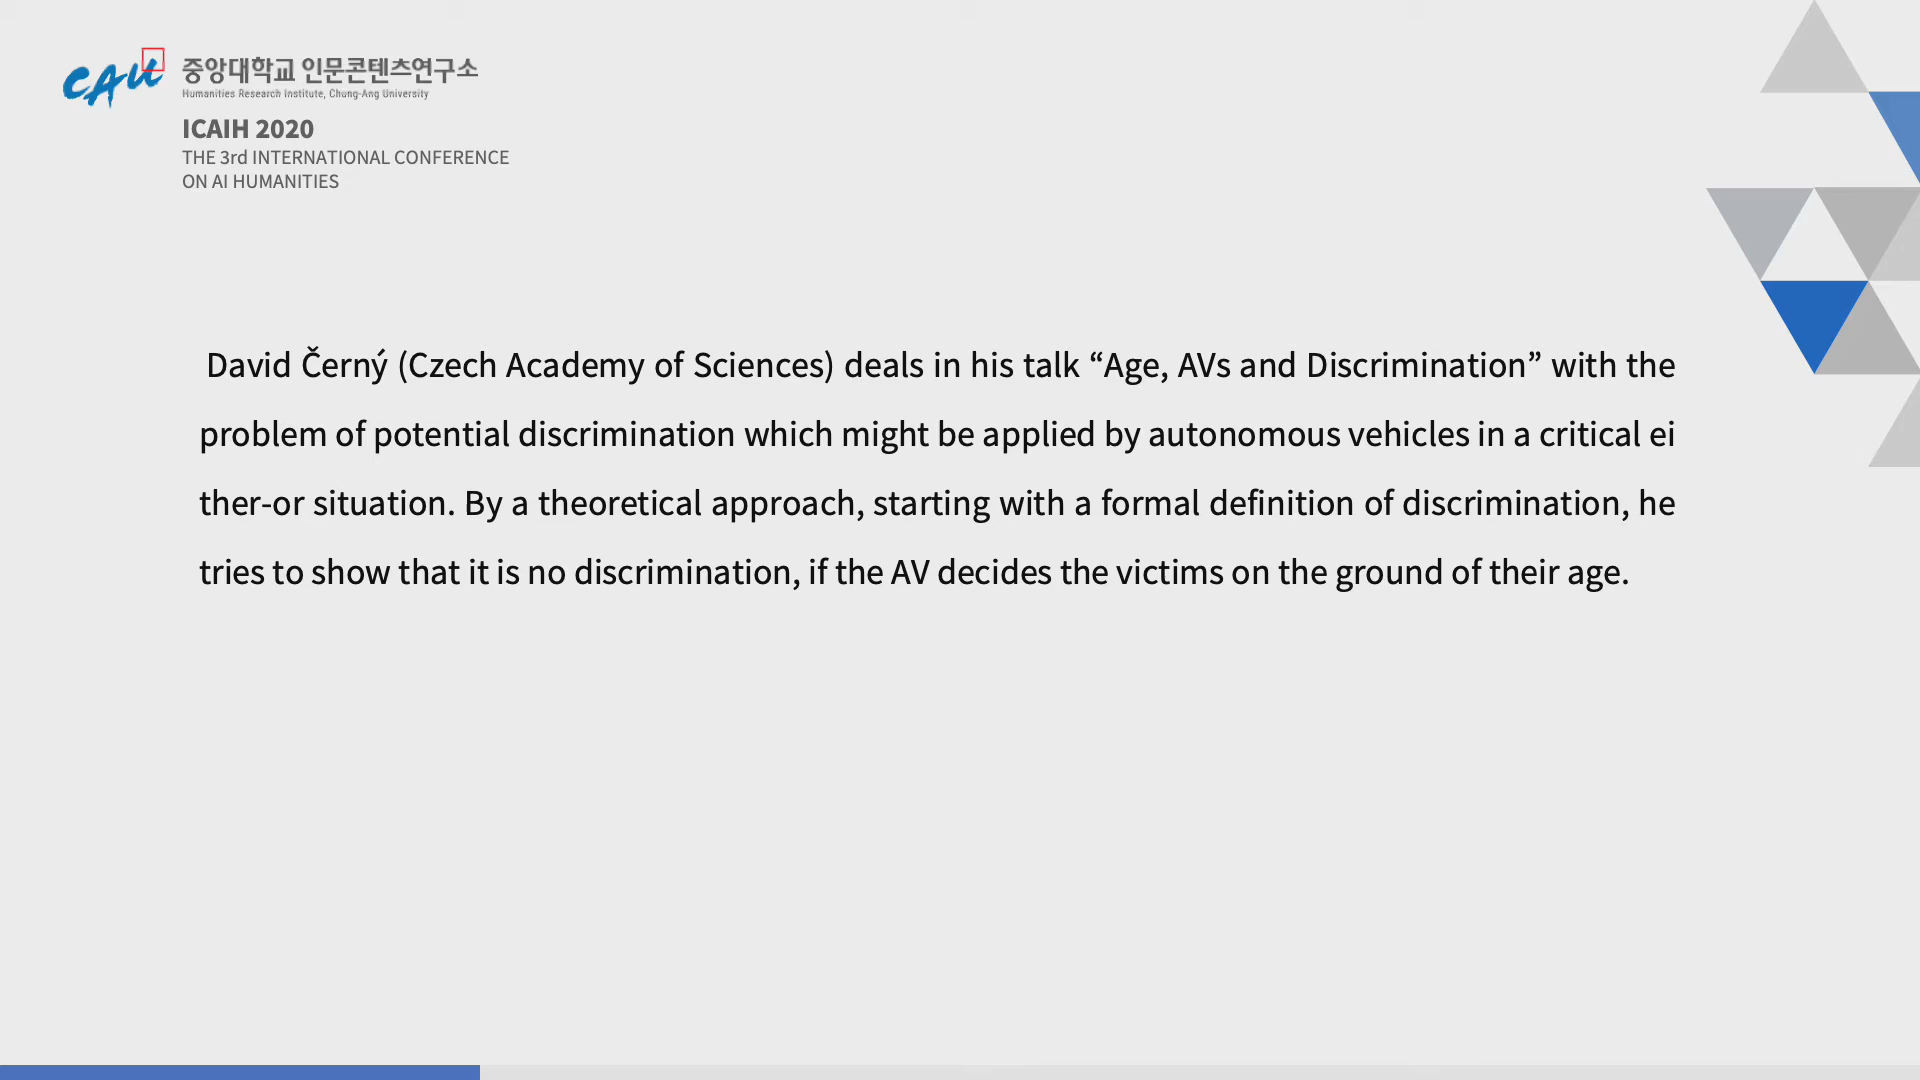 CAU 중앙대학교 인문콘텐츠연구소
Humanities Research Institute, Chung-Ang University
ICAIH 2020
THE 3rd INTERNATIONAL CONFERENCE
ON AI HUMANITIES
David Černý (Czech Academy of Sciences) deals in his talk “Age, AVs and Discrimination” with the
problem of potential discrimination which might be applied by autonomous vehicles in a critical ei
ther-or situation. By a theoretical approach, starting with a formal definition of discrimination, he
tries to show that it is no discrimination, if the AV decides the victims on the ground of their age.